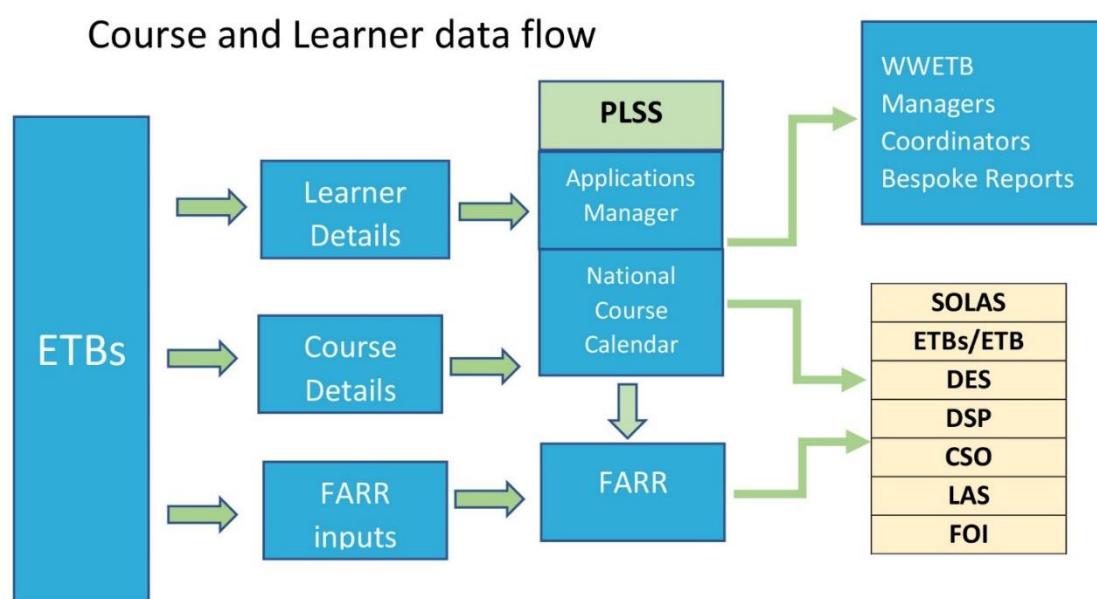 Course and Learner data flow
ETBs
Learner
Details
Course
Details
FARR
inputs
PLSS
Applications
Manager
National
Course
Calendar
FARR
WWETB
Managers
Coordinators
Bespoke Reports
SOLAS
ETBs/ETB
DES
DSP
CSO
LAS
FOI